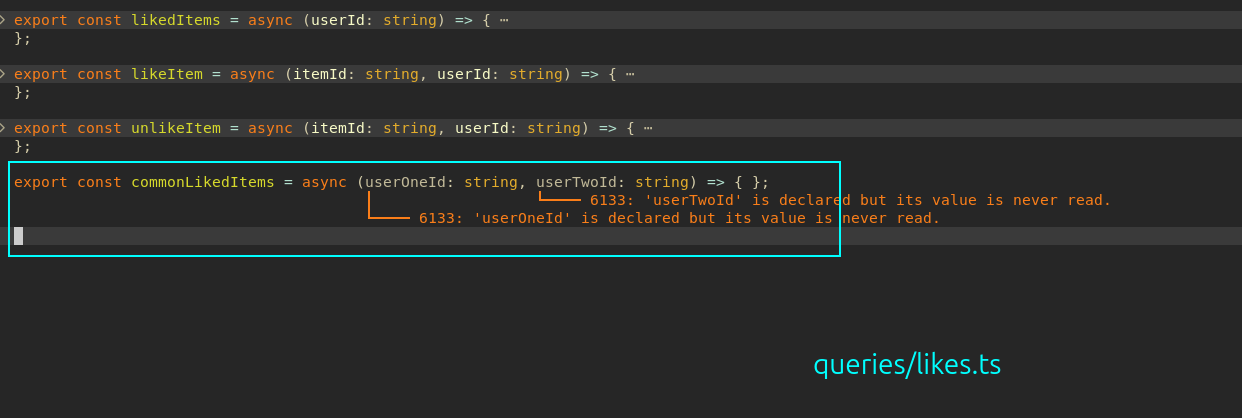 export const likedItems = async (userId: string) => { ⋯
};
export const likeItem = async (itemId: string, userId: string) => { ⋯
};
export const unlikeItem = async (itemId: string, userId: string) => { ⋯
};
export const commonLikedItems = async (userOneId: string, userTwoId: string) => { };
6133: 'userTwoId' is declared but its value is never read.
6133: 'userOneId' is declared but its value is never read.
queries/likes.ts